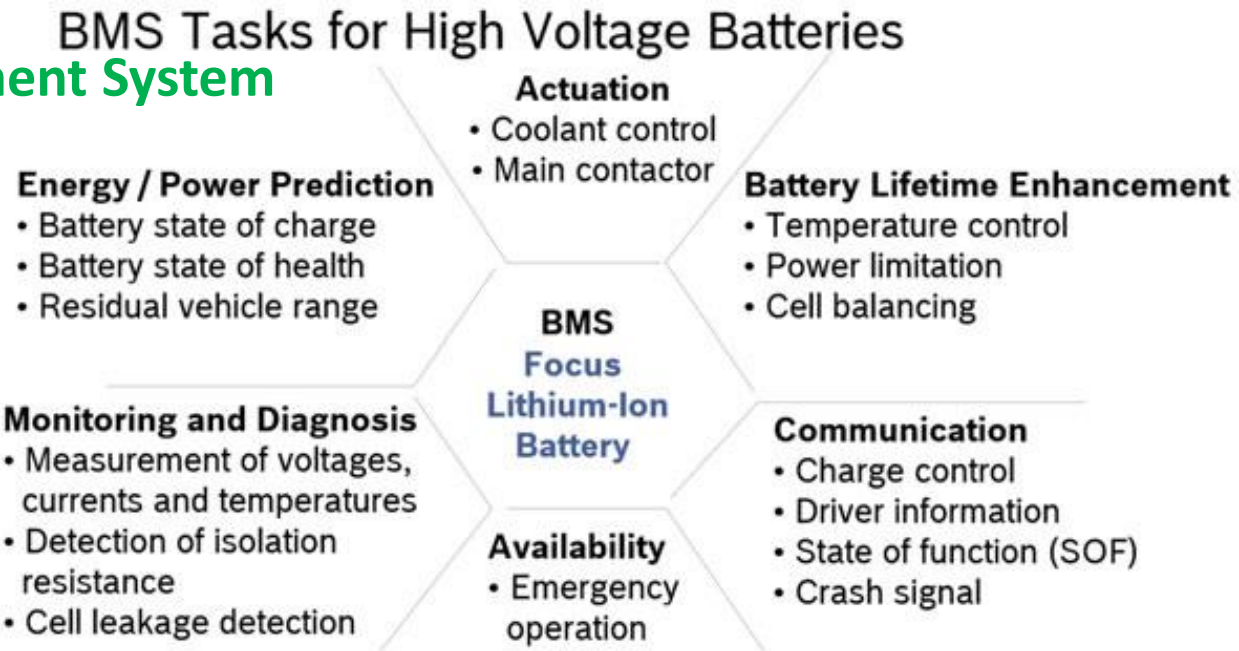 BMS Tasks for High Voltage Batteries
ment System
Actuation
• Coolant control
• Main contactor
Energy / Power Prediction
• Battery state of charge
• Battery state of health
• Residual vehicle range
Battery Lifetime Enhancement
• Temperature control
• Power limitation
• Cell balancing
BMS
Focus
Lithium-Ion
Battery
Monitoring and Diagnosis
• Measurement of voltages,
currents and temperatures
• Detection of isolation
resistance
• Cell leakage detection
Communication
• Charge control
• Driver information
• State of function (SOF)
• Crash signal
Availability
• Emergency
operation